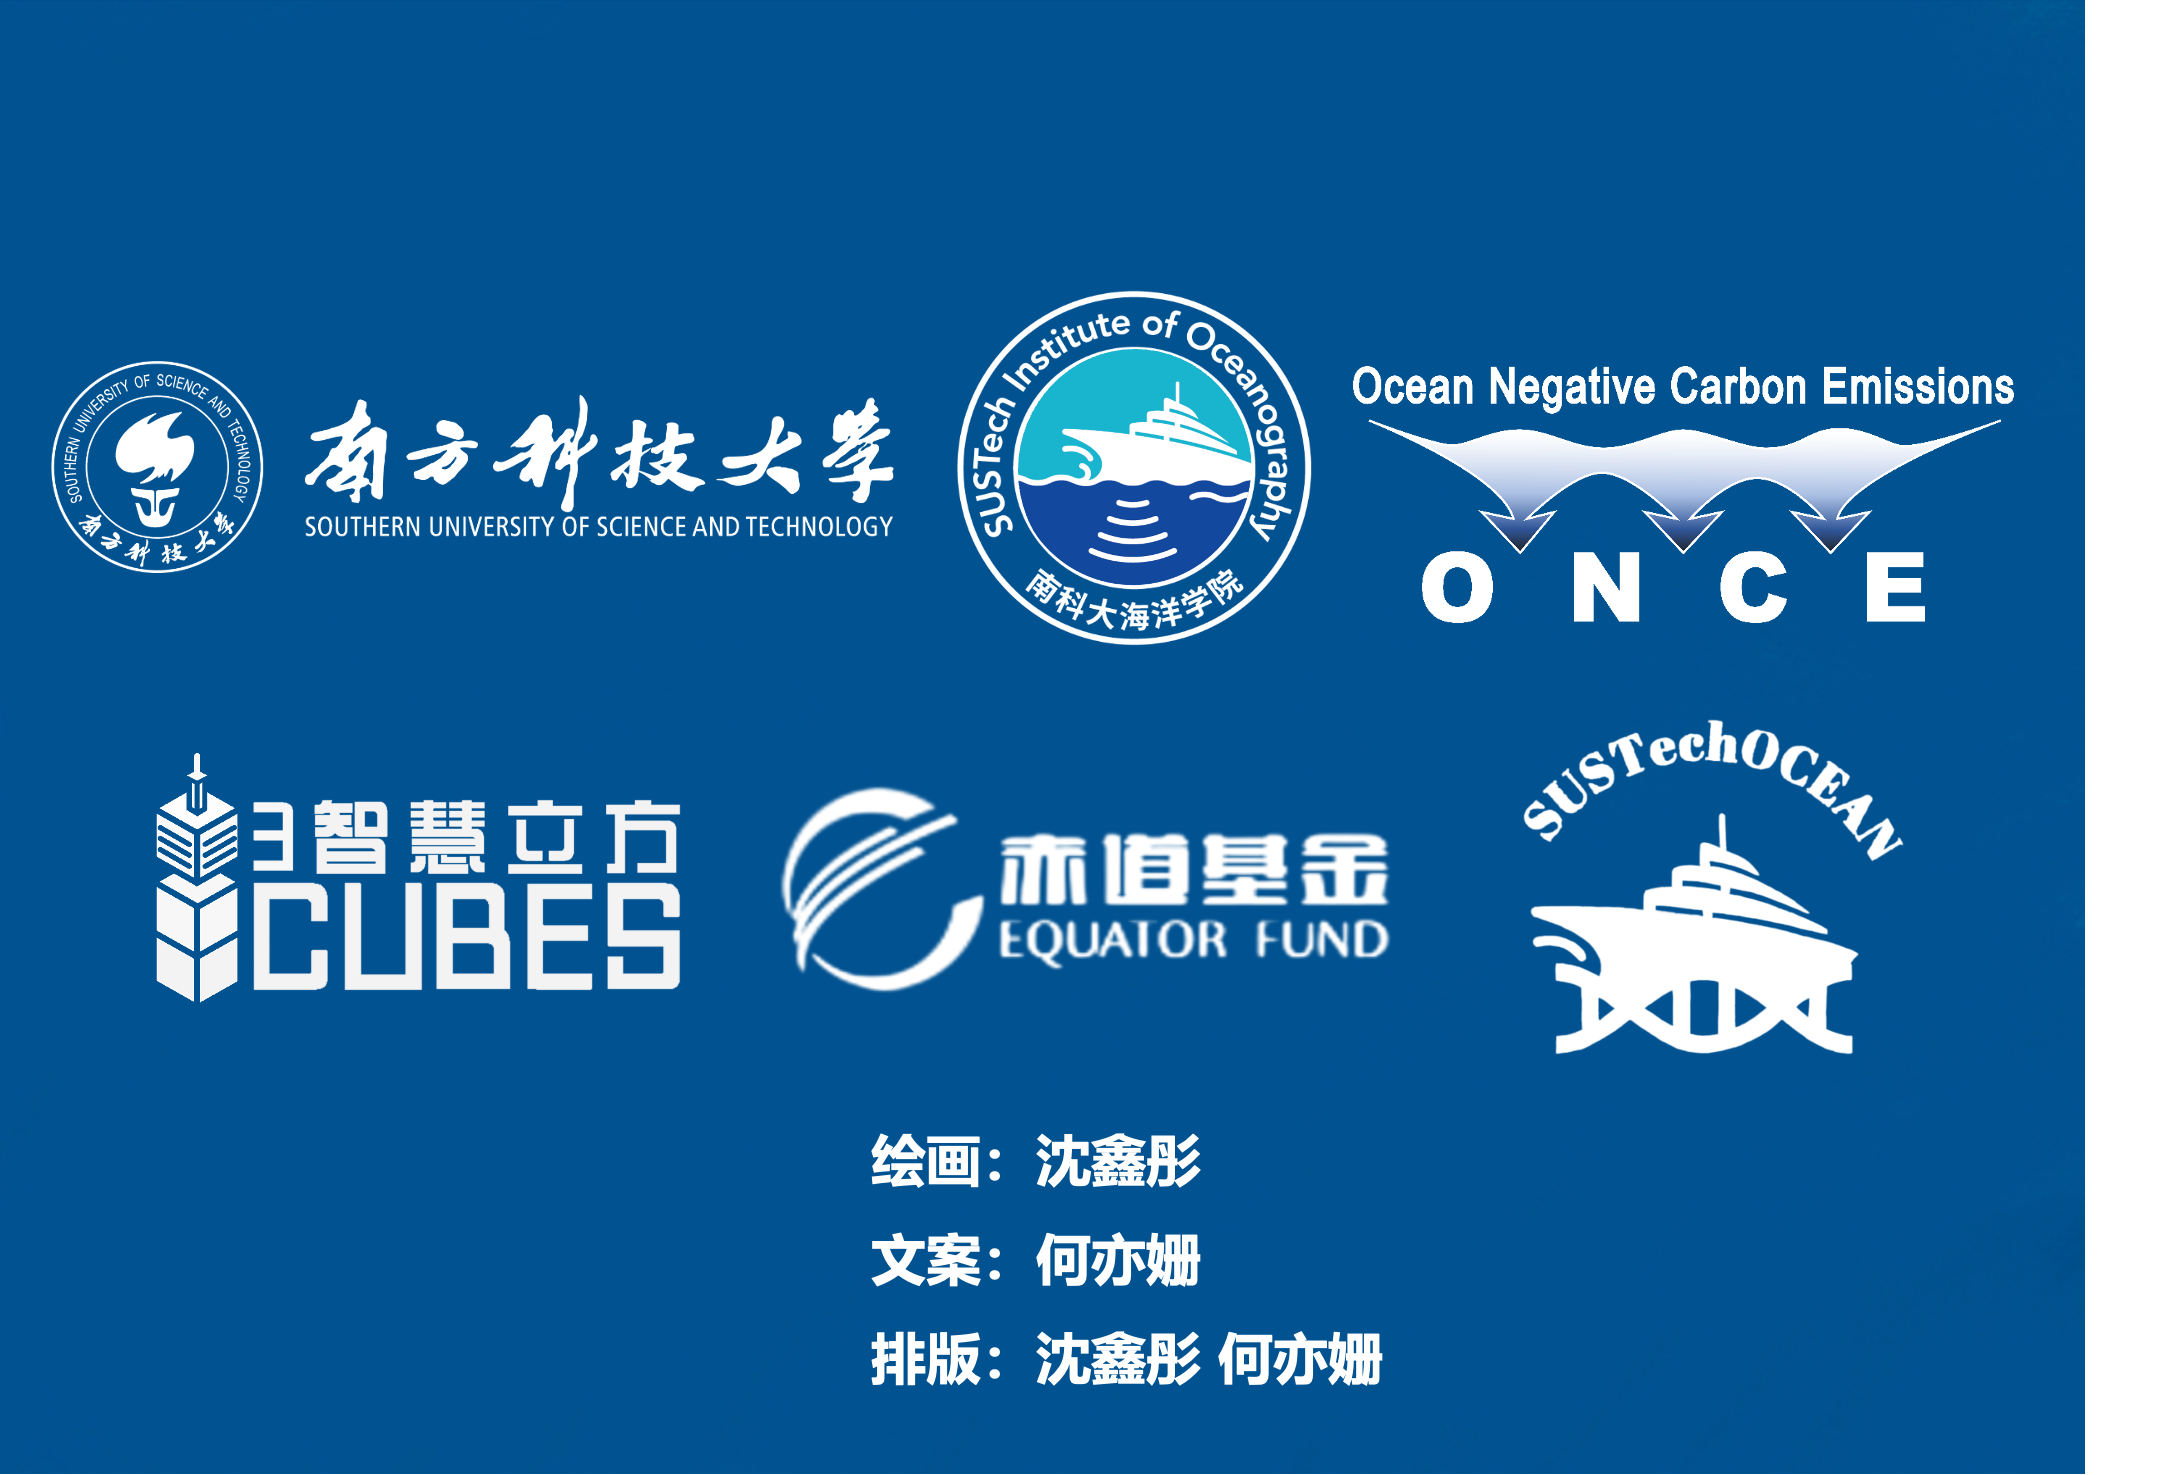 SOUTHERN UNIVERSITY OF SCIENCE AND TECHNOLOGY
南方科技大学
南方科技大学
SOUTHERN UNIVERSITY OF SCIENCE AND TECHNOLOGY
SUSTech Institute of Oceanography
南科大海洋学院
Ocean Negative Carbon Emissions
ONCE
3智慧立方
CUBES
赤道基金
EQUATOR FUND
SUSTechOCEAN
绘画：沈鑫彤
文案：何亦姗
排版：沈鑫彤 何亦姗